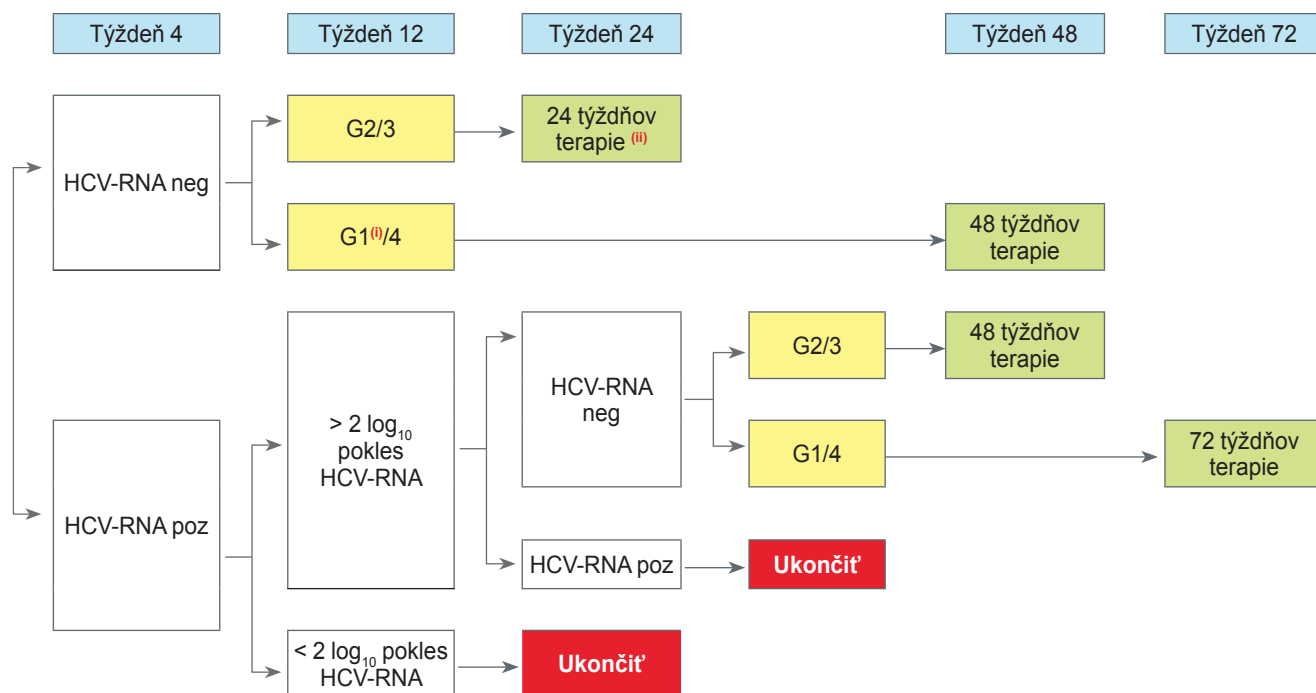 Týždeň 4
Týždeň 12
Týždeň 24
Týždeň 48
Týždeň 72
HCV-RNA neg
G2/3
24 týždňov
terapie (ii)
G1(i)/4
48 týždňov
terapie
HCV-RNA poz
> 2 log10
pokles
HCV-RNA
HCV-RNA
neg
G2/3
48 týždňov
terapie
G1/4
72 týždňov
terapie
HCV-RNA poz
Ukončiť
< 2 log10 pokles
HCV-RNA
Ukončiť